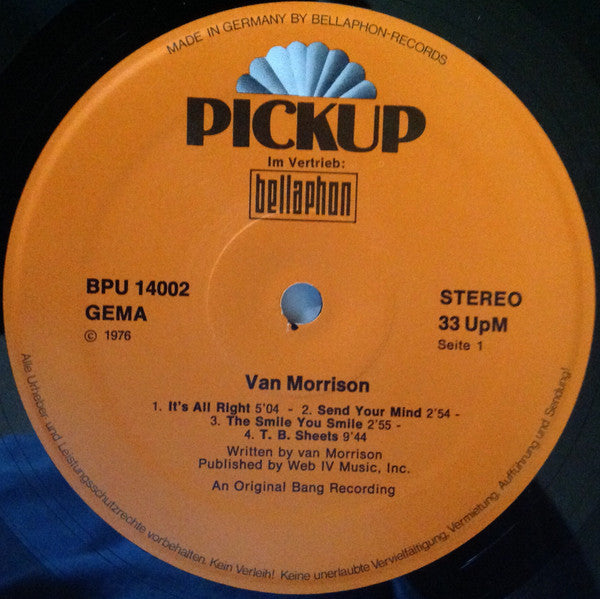 MADE IN GERMANY BY BELLAPHON-RECORDS
PICKUP
Im Vertrieb:
bellaphon
BPU 14002
GEMA
© 1976
STEREO
33 UpM
Seite 1
Van Morrison
1. It's All Right 5'04 - 2. Send Your Mind 2'54 -
3. The Smile You Smile 2'55 -
4. T. B. Sheets 9'44
Written by van Morrison
Published by Web IV Music, Inc.
An Original Bang Recording
Alle Urheber- und Leistungsschutzrechte vorbehalten. Kein Verleih! Keine unerlaubte Vervielfältigung, Vermietung, Aufführung und Sendung!